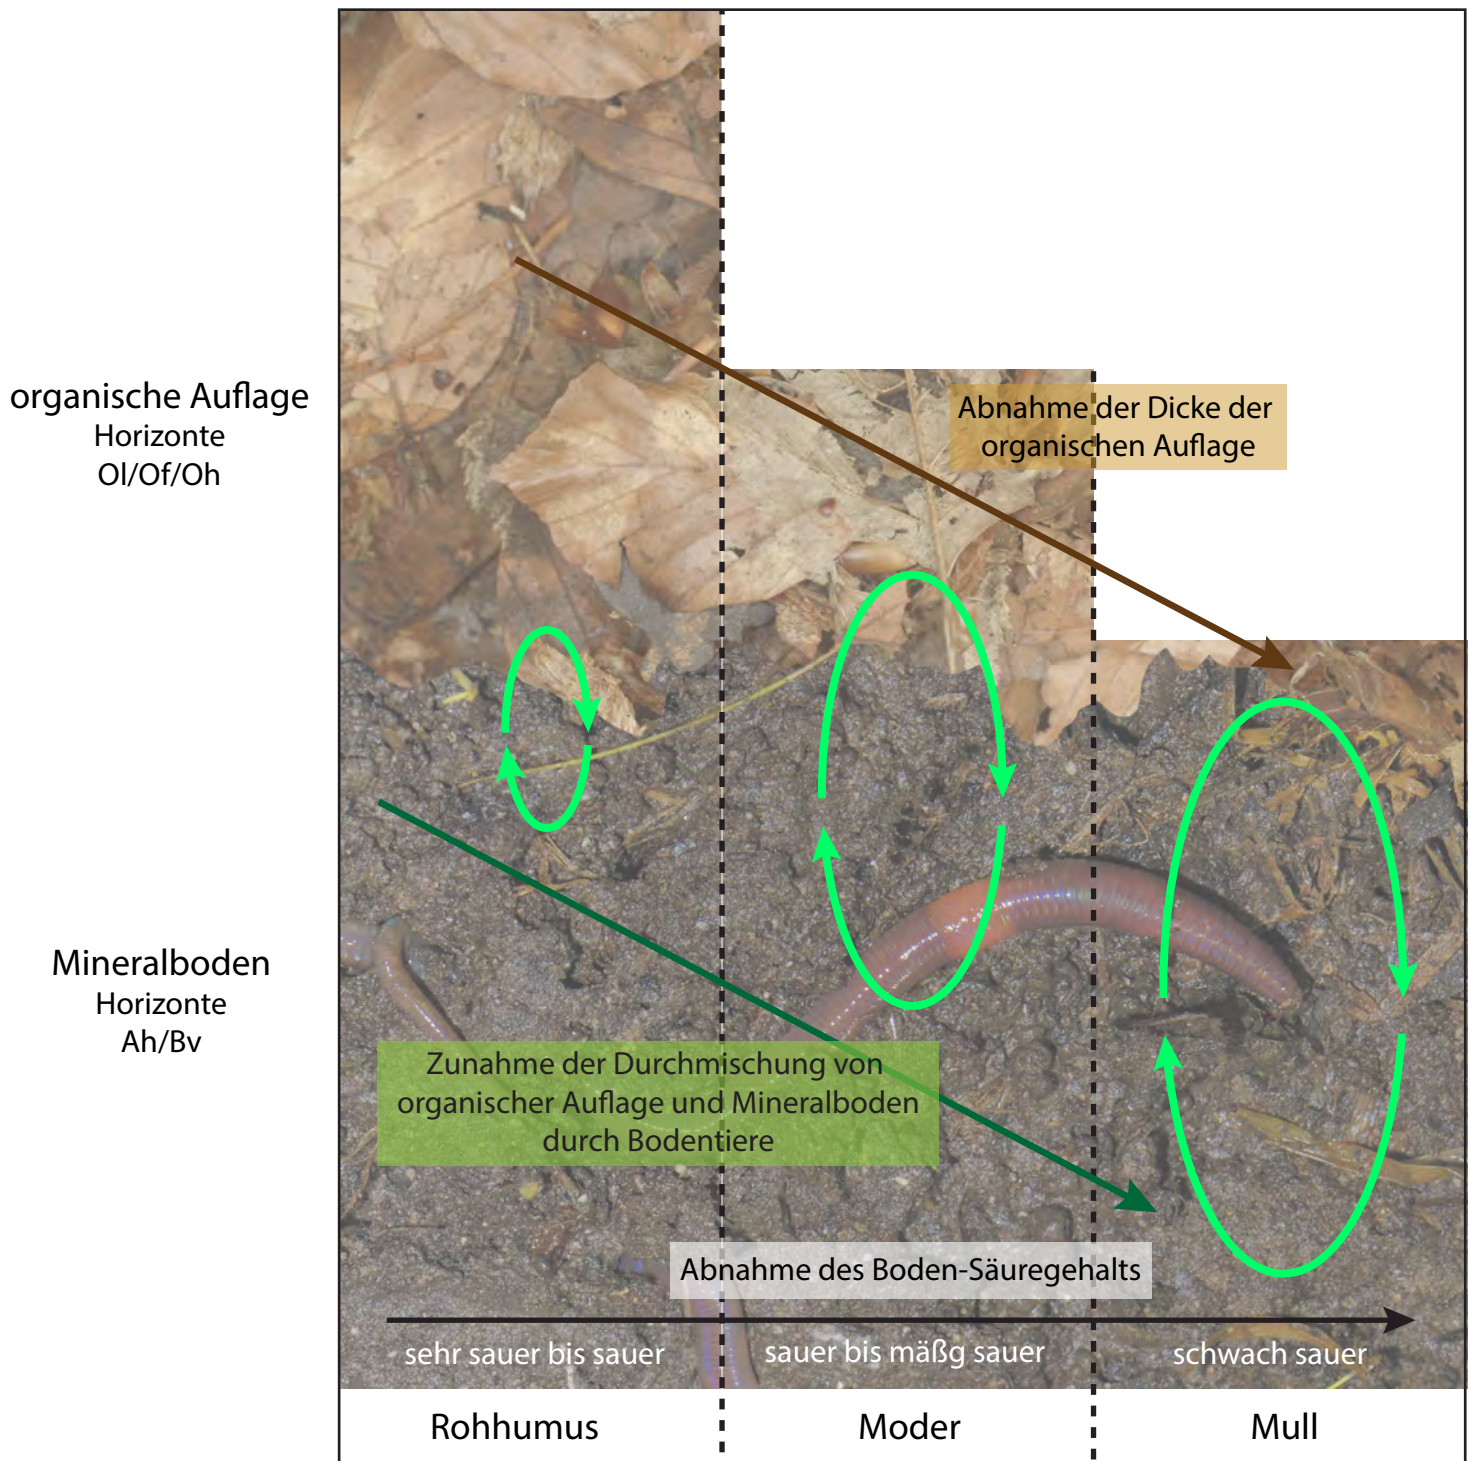 organische Auflage
Horizonte
Ol/Of/Oh
Abnahme der Dicke der
organischen Auflage
Mineralboden
Horizonte
Ah/Bv
Zunahme der Durchmischung von
organischer Auflage und Mineralboden
durch Bodentiere
Abnahme des Boden-Säuregehalts
sehr sauer bis sauer
sauer bis mäßg sauer
schwach sauer
Rohhumus
Moder
Mull